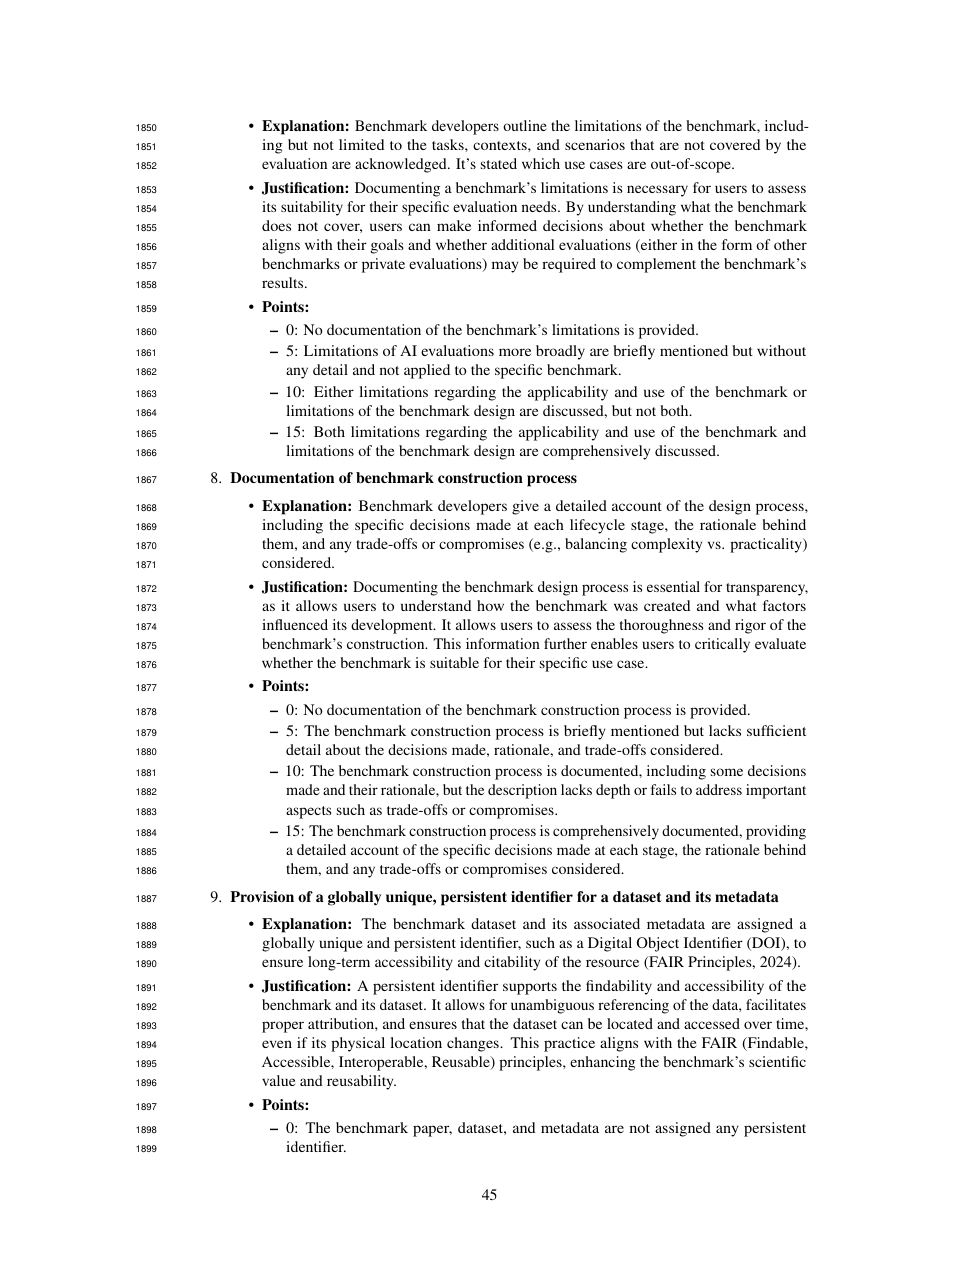 1850 • Explanation: Benchmark developers outline the limitations of the benchmark, includ-
1851 ing but not limited to the tasks, contexts, and scenarios that are not covered by the
1852 evaluation are acknowledged. It's stated which use cases are out-of-scope.
1853 • Justification: Documenting a benchmark's limitations is necessary for users to assess
1854 its suitability for their specific evaluation needs. By understanding what the benchmark
1855 does not cover, users can make informed decisions about whether the benchmark
1856 aligns with their goals and whether additional evaluations (either in the form of other
1857 benchmarks or private evaluations) may be required to complement the benchmark's
1858 results.
1859 • Points:
1860 – 0: No documentation of the benchmark's limitations is provided.
1861 – 5: Limitations of AI evaluations more broadly are briefly mentioned but without
1862 any detail and not applied to the specific benchmark.
1863 – 10: Either limitations regarding the applicability and use of the benchmark or
1864 limitations of the benchmark design are discussed, but not both.
1865 – 15: Both limitations regarding the applicability and use of the benchmark and
1866 limitations of the benchmark design are comprehensively discussed.
1867 8. Documentation of benchmark construction process
1868 • Explanation: Benchmark developers give a detailed account of the design process,
1869 including the specific decisions made at each lifecycle stage, the rationale behind
1870 them, and any trade-offs or compromises (e.g., balancing complexity vs. practicality)
1871 considered.
1872 • Justification: Documenting the benchmark design process is essential for transparency,
1873 as it allows users to understand how the benchmark was created and what factors
1874 influenced its development. It allows users to assess the thoroughness and rigor of the
1875 benchmark's construction. This information further enables users to critically evaluate
1876 whether the benchmark is suitable for their specific use case.
1877 • Points:
1878 – 0: No documentation of the benchmark construction process is provided.
1879 – 5: The benchmark construction process is briefly mentioned but lacks sufficient
1880 detail about the decisions made, rationale, and trade-offs considered.
1881 – 10: The benchmark construction process is documented, including some decisions
1882 made and their rationale, but the description lacks depth or fails to address important
1883 aspects such as trade-offs or compromises.
1884 – 15: The benchmark construction process is comprehensively documented, providing
1885 a detailed account of the specific decisions made at each stage, the rationale behind
1886 them, and any trade-offs or compromises considered.
1887 9. Provision of a globally unique, persistent identifier for a dataset and its metadata
1888 • Explanation: The benchmark dataset and its associated metadata are assigned a
1889 globally unique and persistent identifier, such as a Digital Object Identifier (DOI), to
1890 ensure long-term accessibility and citability of the resource (FAIR Principles, 2024).
1891 • Justification: A persistent identifier supports the findability and accessibility of the
1892 benchmark and its dataset. It allows for unambiguous referencing of the data, facilitates
1893 proper attribution, and ensures that the dataset can be located and accessed over time,
1894 even if its physical location changes. This practice aligns with the FAIR (Findable,
1895 Accessible, Interoperable, Reusable) principles, enhancing the benchmark's scientific
1896 value and reusability.
1897 • Points:
1898 – 0: The benchmark paper, dataset, and metadata are not assigned any persistent
1899 identifier.
45